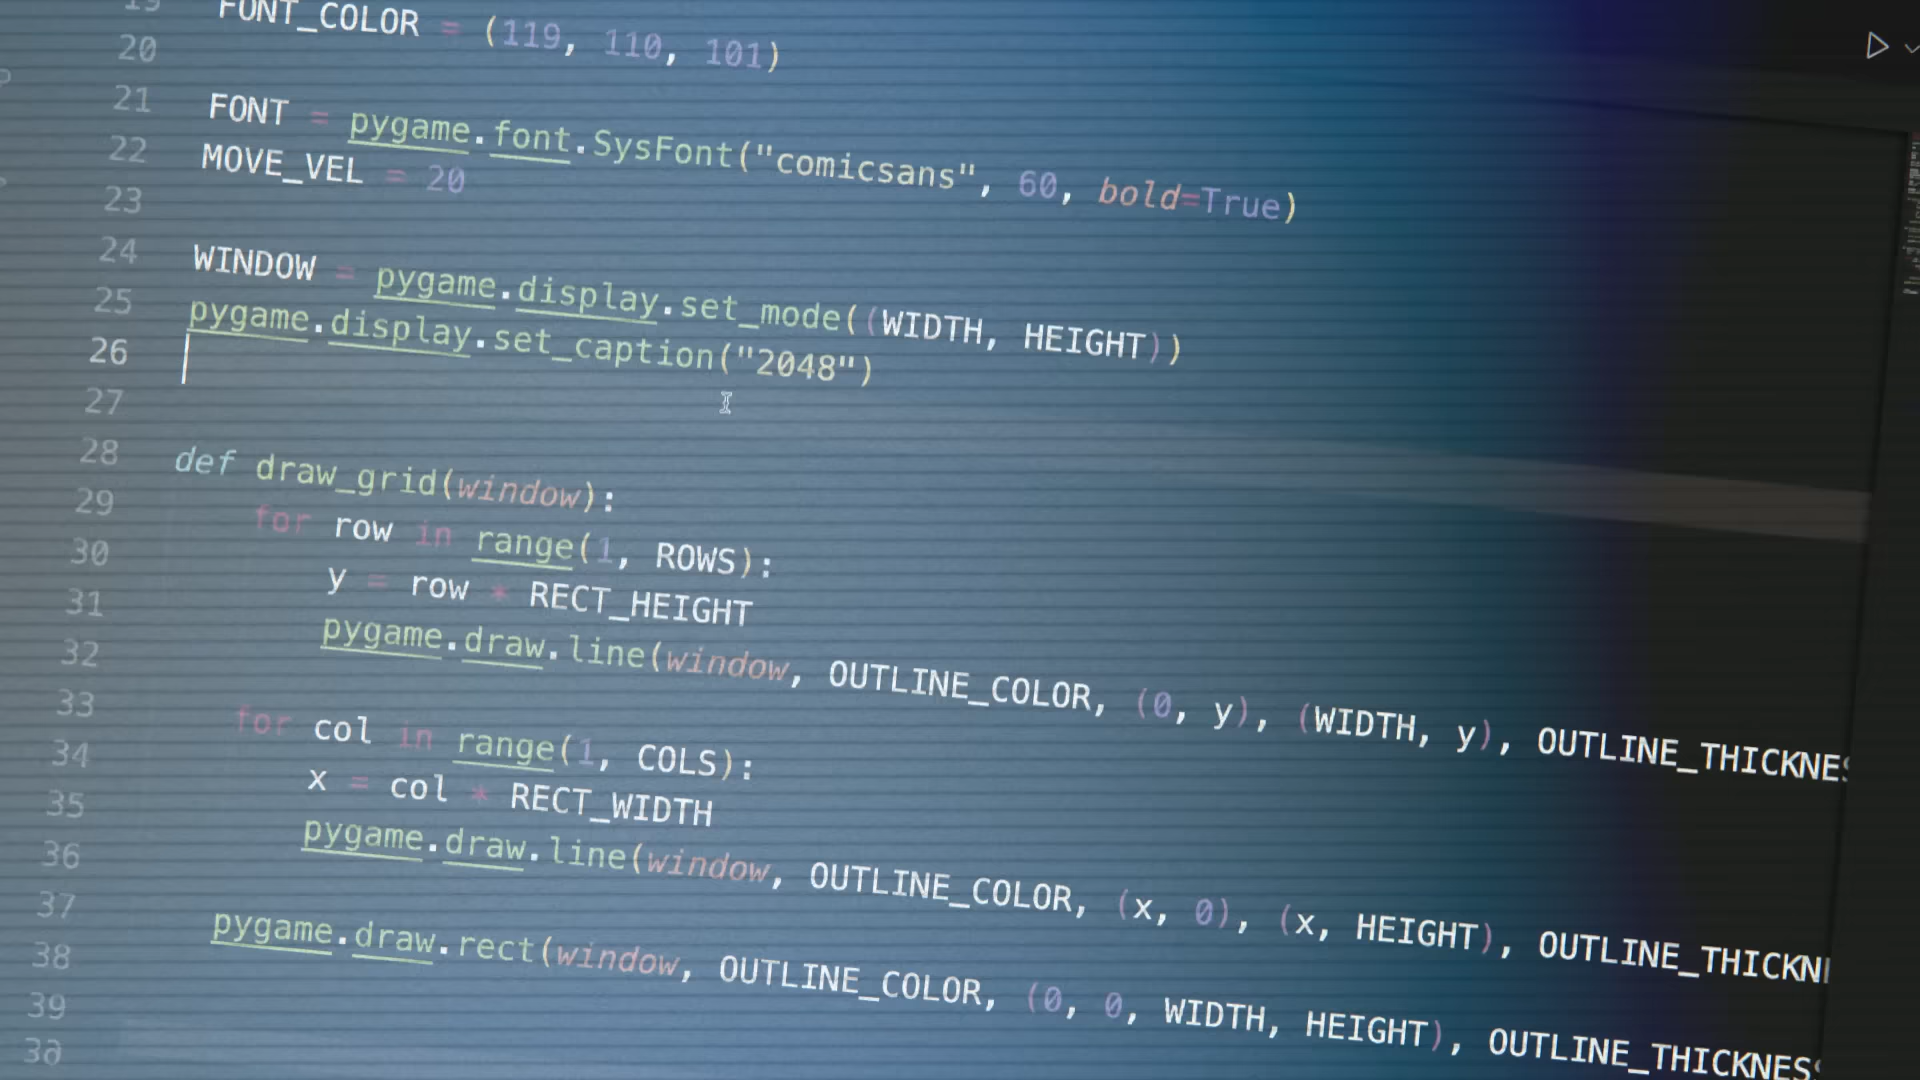 19 FONT_COLOR = (119, 110, 101)
20
21 FONT = pygame.font.SysFont("comicsans", 60, bold=True)
22 MOVE_VEL = 20
23
24 WINDOW = pygame.display.set_mode((WIDTH, HEIGHT))
25 pygame.display.set_caption("2048")
26
27
28 def draw_grid(window):
29 for row in range(1, ROWS):
30 y = row * RECT_HEIGHT
31 pygame.draw.line(window, OUTLINE_COLOR, (0, y), (WIDTH, y), OUTLINE_THICKNES
32
33 for col in range(1, COLS):
34 x = col * RECT_WIDTH
35 pygame.draw.line(window, OUTLINE_COLOR, (x, 0), (x, HEIGHT), OUTLINE_THICKN
36
37 pygame.draw.rect(window, OUTLINE_COLOR, (0, 0, WIDTH, HEIGHT), OUTLINE_THICKNES
38
39